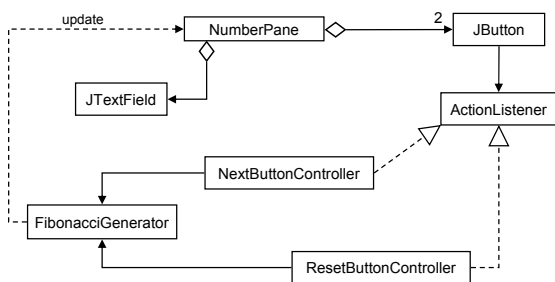 update
NumberPane
2
JButton
JTextField
ActionListener
NextButtonController
FibonacciGenerator
ResetButtonController